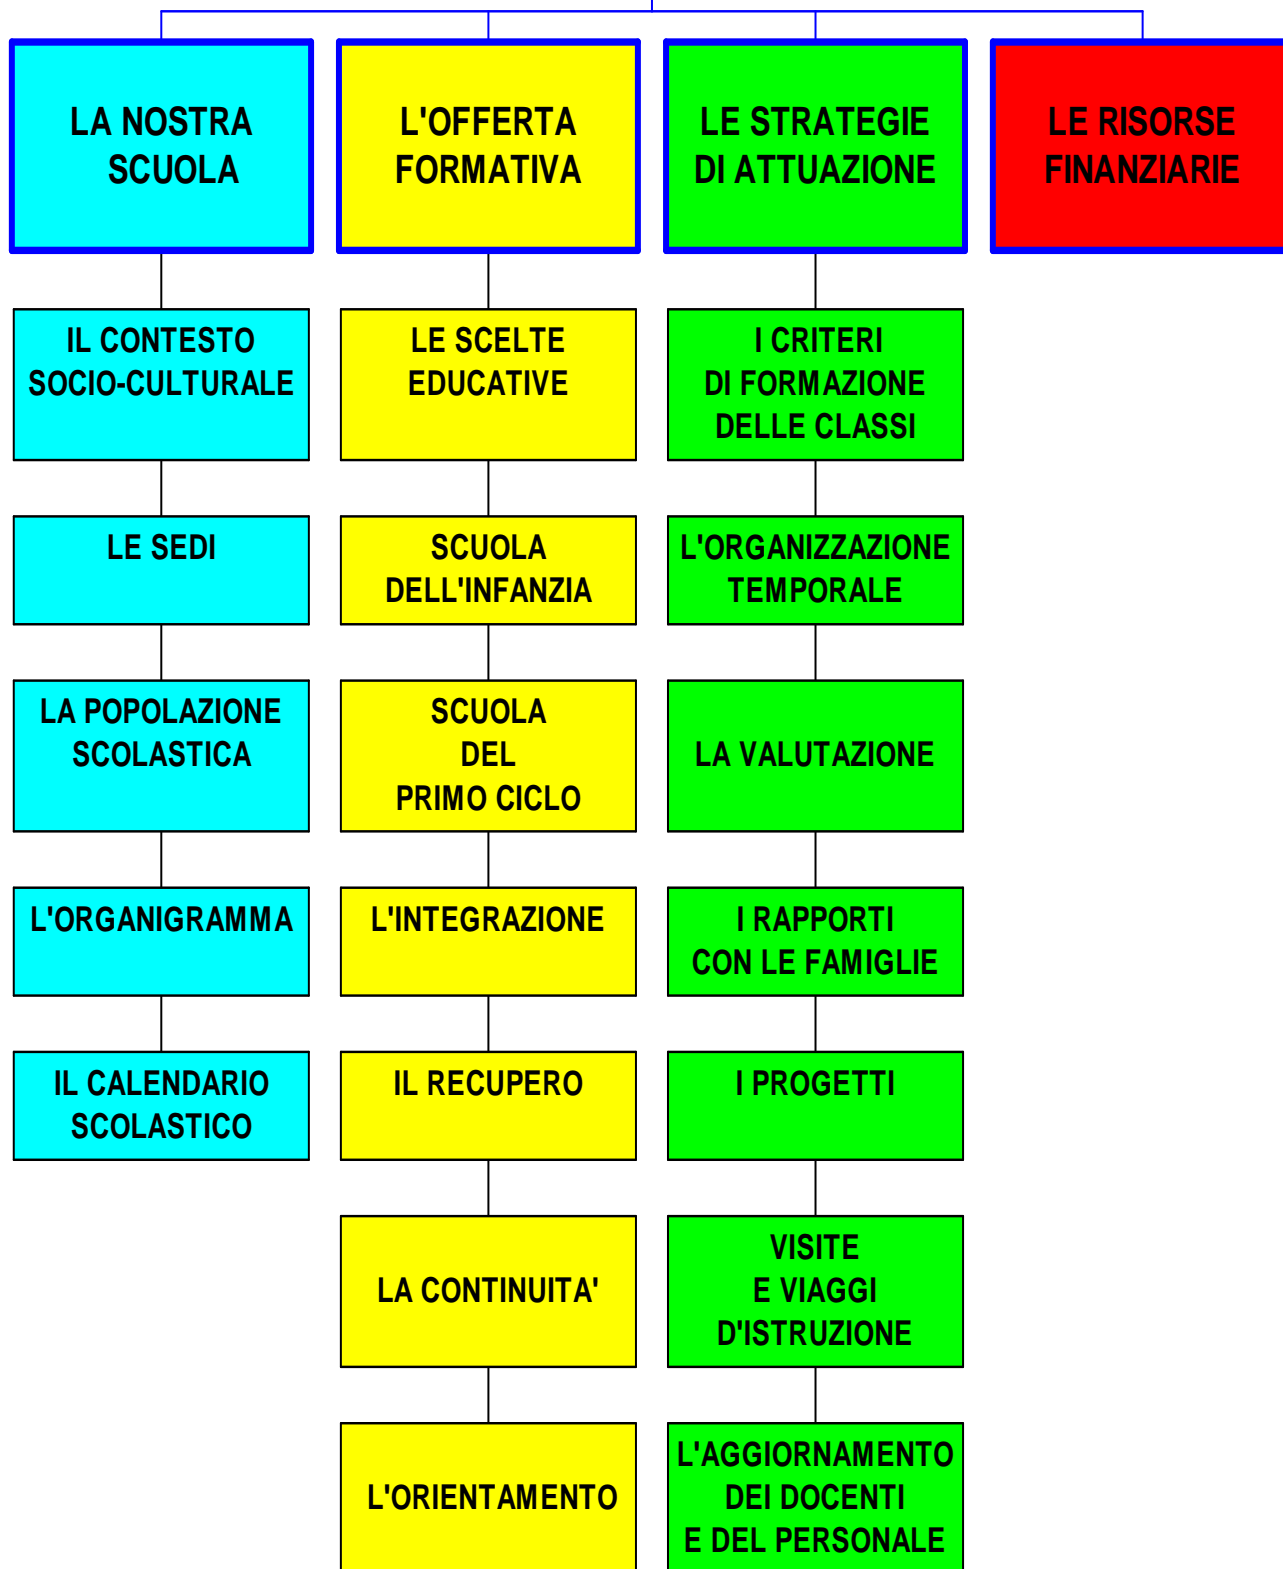 LA NOSTRA
SCUOLA
L'OFFERTA
FORMATIVA
LE STRATEGIE
DI ATTUAZIONE
LE RISORSE
FINANZIARIE
IL CONTESTO
SOCIO-CULTURALE
LE SEDI
LA POPOLAZIONE
SCOLASTICA
L'ORGANIGRAMMA
IL CALENDARIO
SCOLASTICO
LE SCELTE
EDUCATIVE
SCUOLA
DELL'INFANZIA
SCUOLA
DEL
PRIMO CICLO
L'INTEGRAZIONE
IL RECUPERO
LA CONTINUITA'
L'ORIENTAMENTO
I CRITERI
DI FORMAZIONE
DELLE CLASSI
L'ORGANIZZAZIONE
TEMPORALE
LA VALUTAZIONE
I RAPPORTI
CON LE FAMIGLIE
I PROGETTI
VISITE
E VIAGGI
D'ISTRUZIONE
L'AGGIORNAMENTO
DEI DOCENTI
E DEL PERSONALE